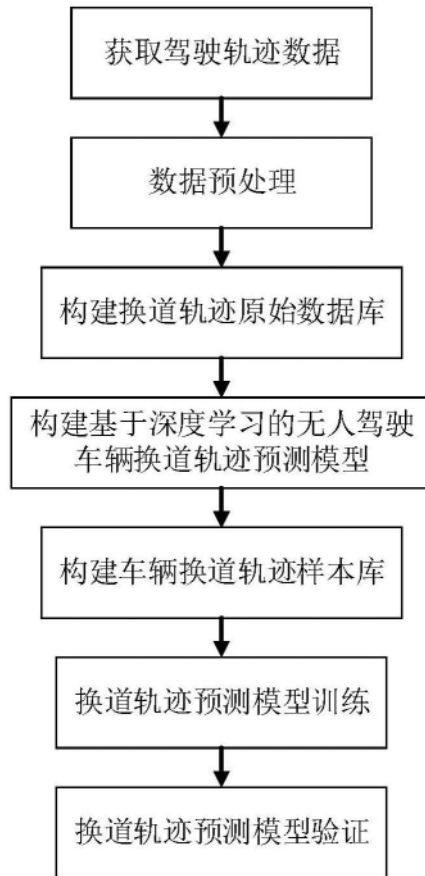 获取驾驶轨迹数据
数据预处理
构建换道轨迹原始数据库
构建基于深度学习的无人驾驶
车辆换道轨迹预测模型
构建车辆换道轨迹样本库
换道轨迹预测模型训练
换道轨迹预测模型验证